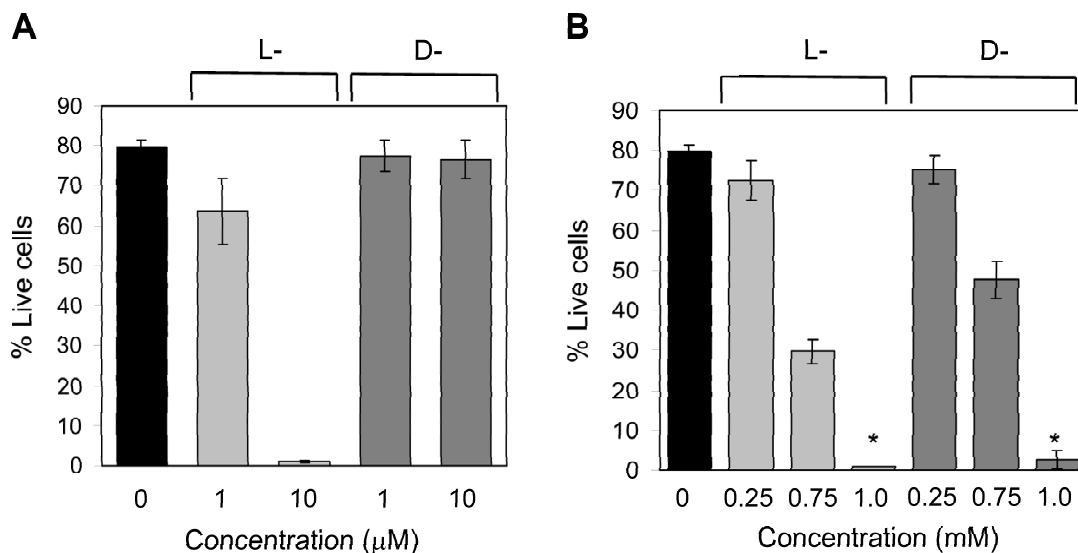 A
L- D-
% Live cells
90
80
70
60
50
40
30
20
10
0
0 1 10 1 10
Concentration (μM)
B
L- D-
% Live cells
90
80
70
60
50
40
30
20
10
0
* *
0 0.25 0.75 1.0 0.25 0.75 1.0
Concentration (mM)